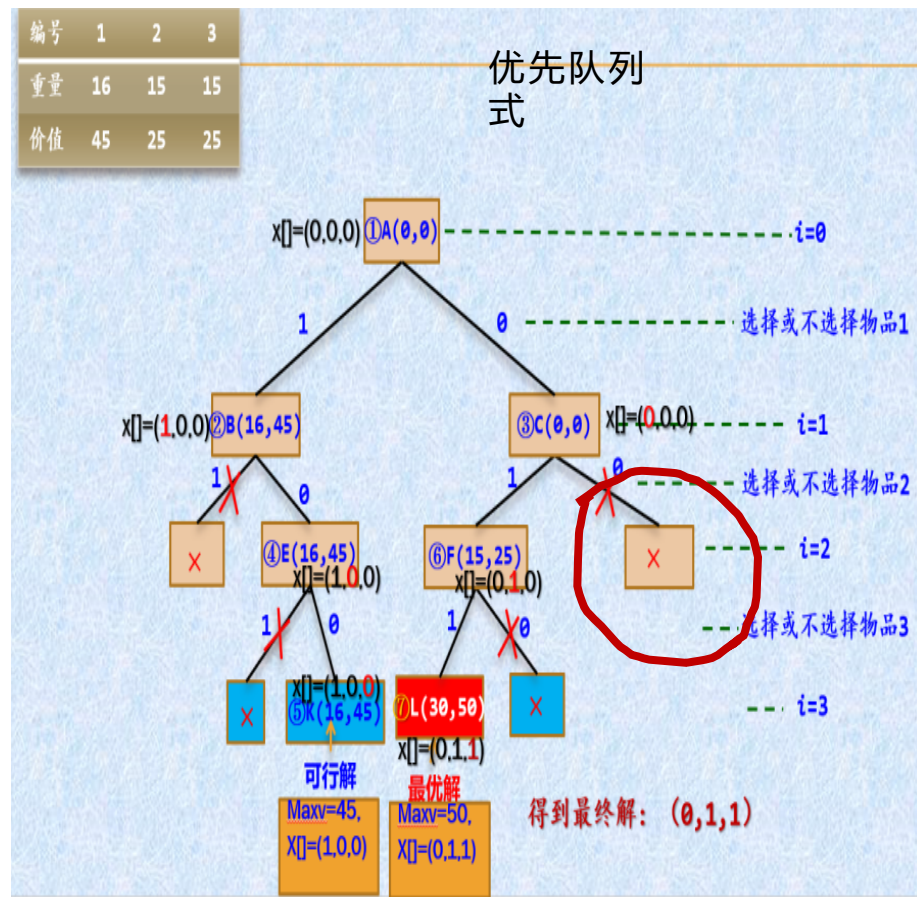 编号 1 2 3
重量 16 15 15
价值 45 25 25
优先队列
式
x[]=(0,0,0) ①A(0,0) i=0
1 0 选择或不选择物品1
x[]=(1,0,0) ②B(16,45) ③C(0,0) x[]=(0,0,0) i=1
1 0 1 0 选择或不选择物品2
× ④E(16,45) ⑥F(15,25) × i=2
x[]=(1,0,0) x[]=(0,1,0)
1 0 1 0 选择或不选择物品3
x[]=(1,0,0)
× ⑤K(16,45) ⑦L(30,50) × i=3
x[]=(0,1,1)
可行解 最优解
Maxv=45, Maxv=50,
X[]=(1,0,0) X[]=(0,1,1)
得到最终解: (0,1,1)